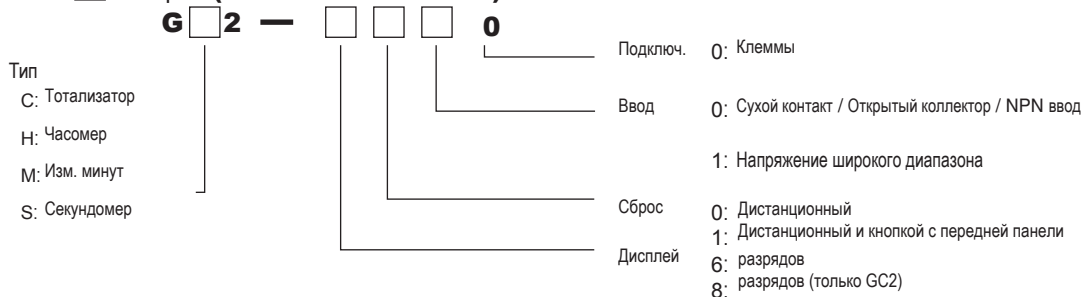 G□2 — □ □ □ 0
Подключ. 0: Клеммы
Тип
C: Тотализатор
H: Часомер
M: Изм. минут
S: Секундомер
Ввод 0: Сухой контакт / Открытый коллектор / NPN ввод
1: Напряжение широкого диапазона
Сброс 0: Дистанционный
1: Дистанционный и кнопкой с передней панели
Дисплей 6: разрядов
8: разрядов (только GC2)